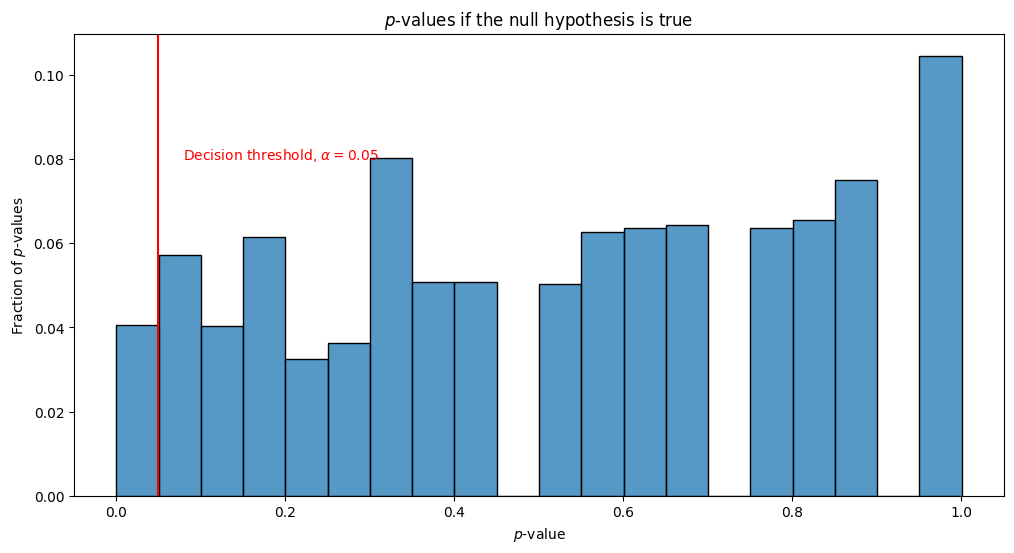 p-values if the null hypothesis is true
0.10
0.08
0.06
0.04
0.02
0.00
Fraction of p-values
Decision threshold, α = 0.05
0.0 0.2 0.4 0.6 0.8 1.0
p-value